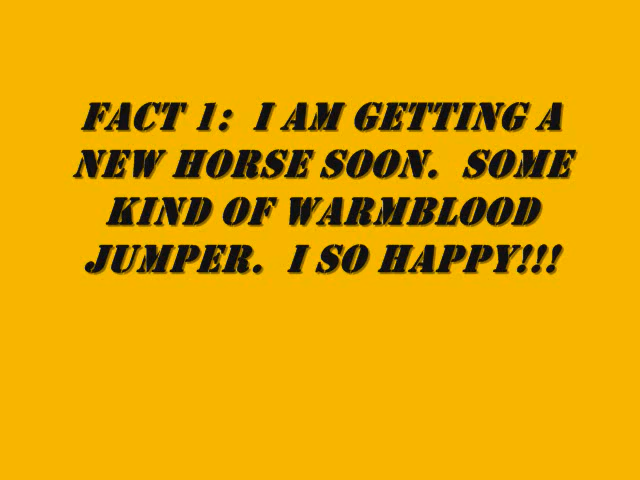 FACT 1:  I AM GETTING A
NEW HORSE SOON.  SOME
KIND OF WARMBLOOD
JUMPER.  I SO HAPPY!!!